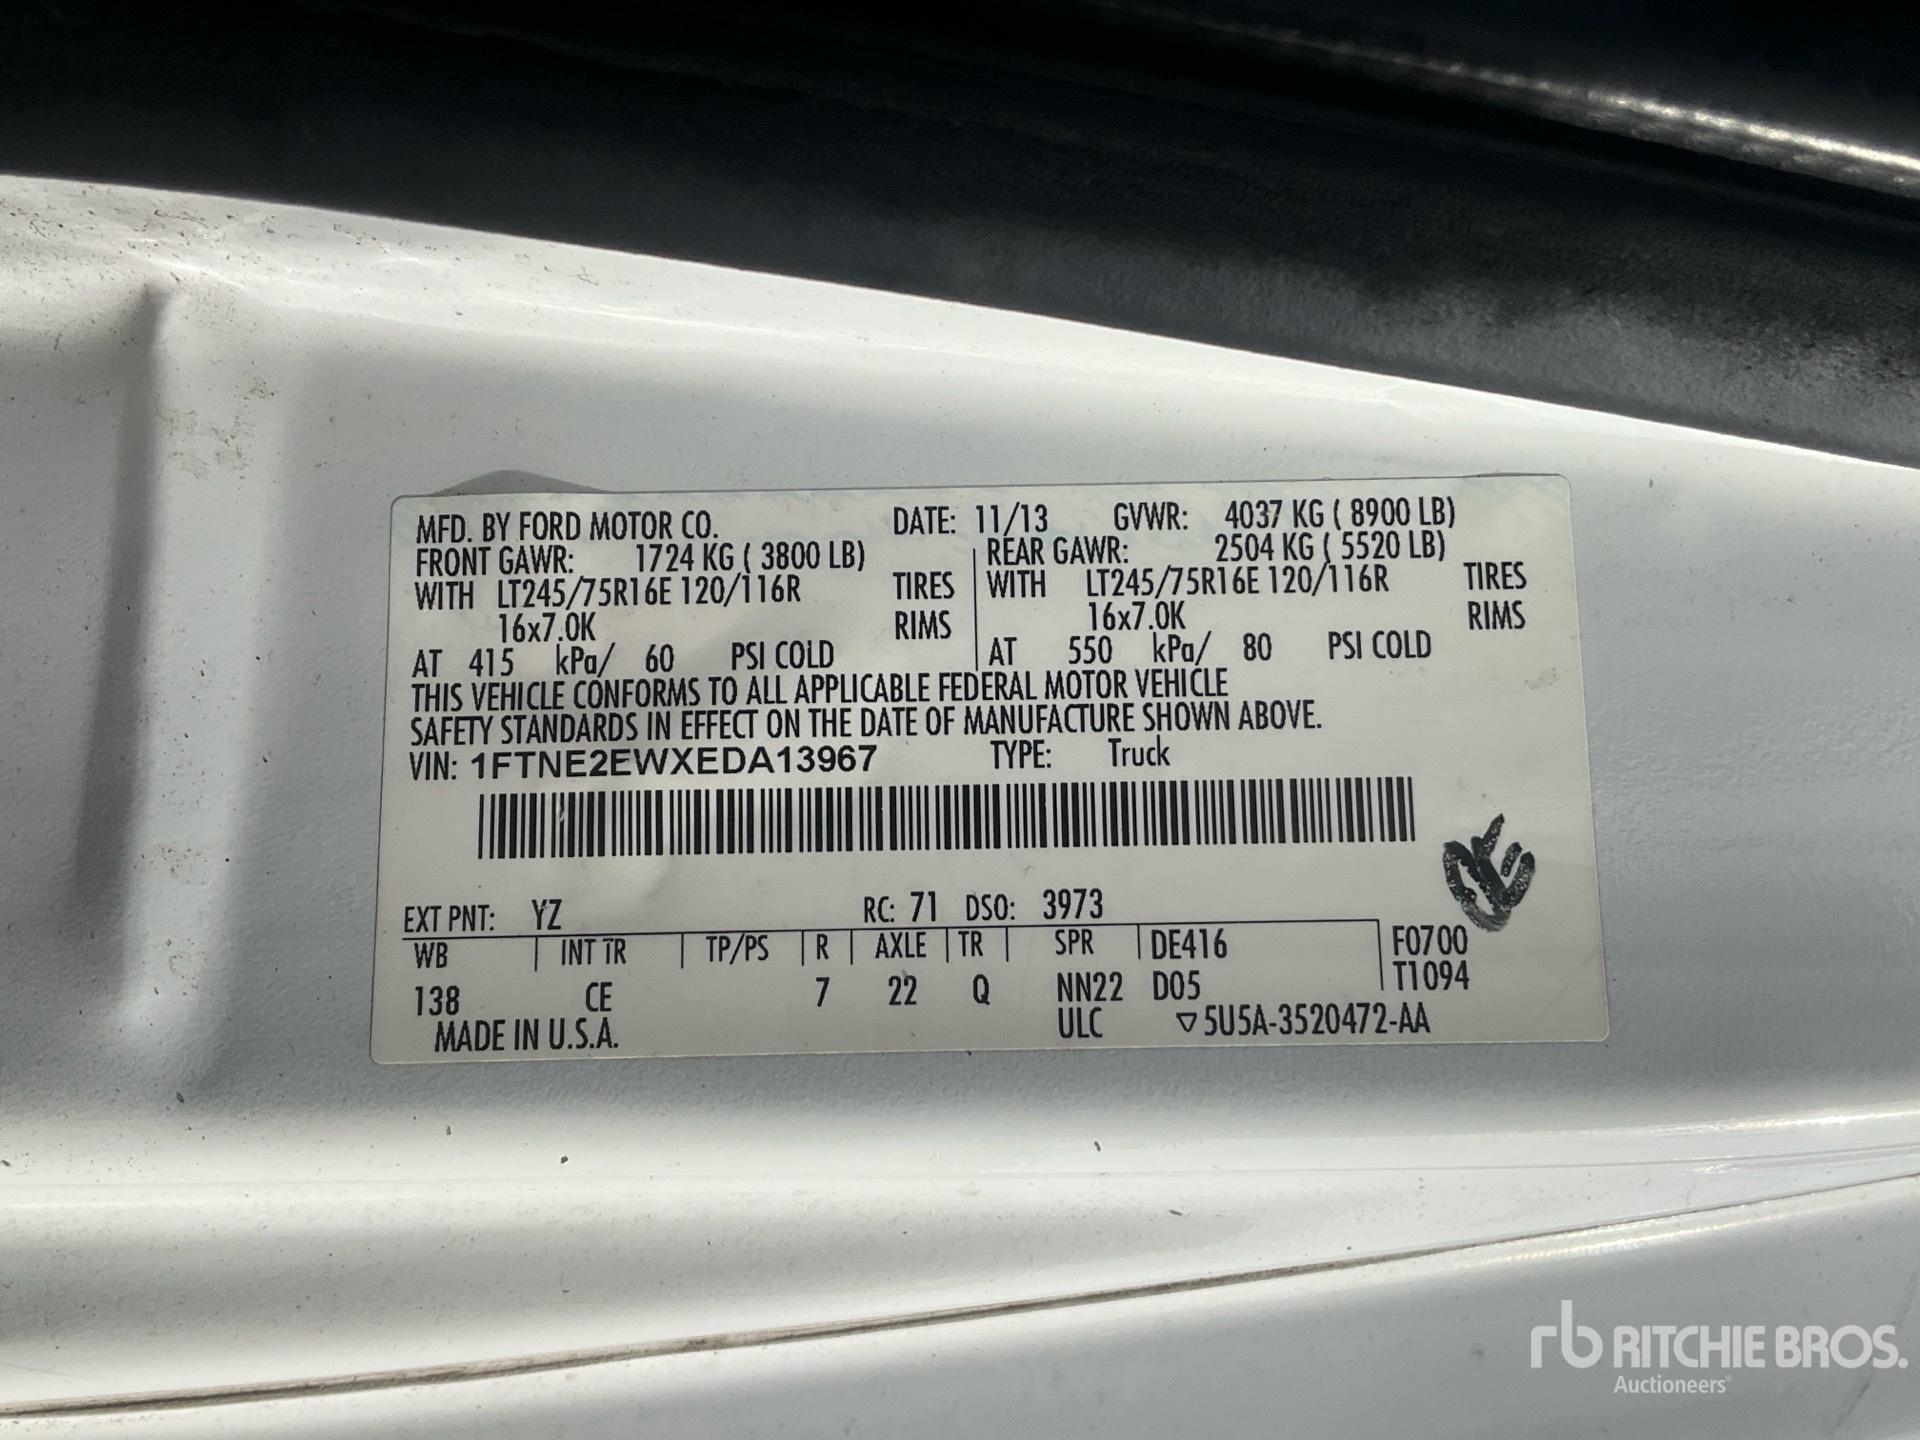 MFD. BY FORD MOTOR CO. DATE: 11/13 GVWR: 4037 KG ( 8900 LB)
FRONT GAWR: 1724 KG ( 3800 LB) REAR GAWR: 2504 KG ( 5520 LB)
WITH LT245/75R16E 120/116R TIRES WITH LT245/75R16E 120/116R TIRES
16x7.0K RIMS 16x7.0K RIMS
AT 415 kPa/ 60 PSI COLD AT 550 kPa/ 80 PSI COLD
THIS VEHICLE CONFORMS TO ALL APPLICABLE FEDERAL MOTOR VEHICLE
SAFETY STANDARDS IN EFFECT ON THE DATE OF MANUFACTURE SHOWN ABOVE.
VIN: 1FTNE2EWXEDA13967 TYPE: Truck
EXT PNT: YZ RC: 71 DSO: 3973
WB INT TR TP/PS R AXLE TR SPR DE416 F0700
138 CE 7 22 Q NN22 D05 T1094
MADE IN U.S.A. ULC ▽5U5A-3520472-AA
rb RITCHIE BROS.
Auctioneers